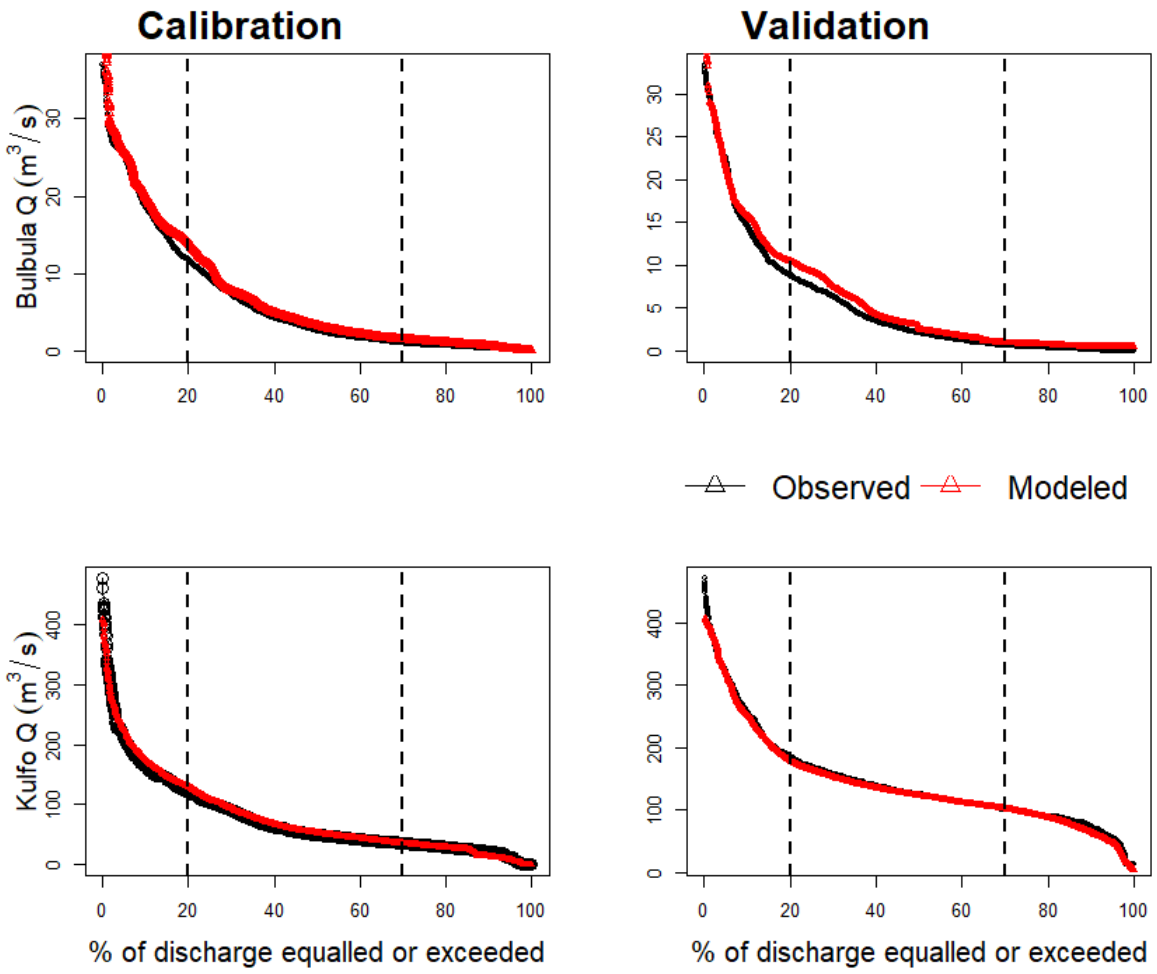 Calibration
Validation
Bulbula Q (m³/s)
0 10 20 30
0 20 40 60 80 100
0 5 10 15 20 25 30
0 20 40 60 80 100
Observed Modeled
Kulfo Q (m³/s)
0 100 200 300 400
0 20 40 60 80 100
0 100 200 300 400
0 20 40 60 80 100
% of discharge equalled or exceeded
% of discharge equalled or exceeded